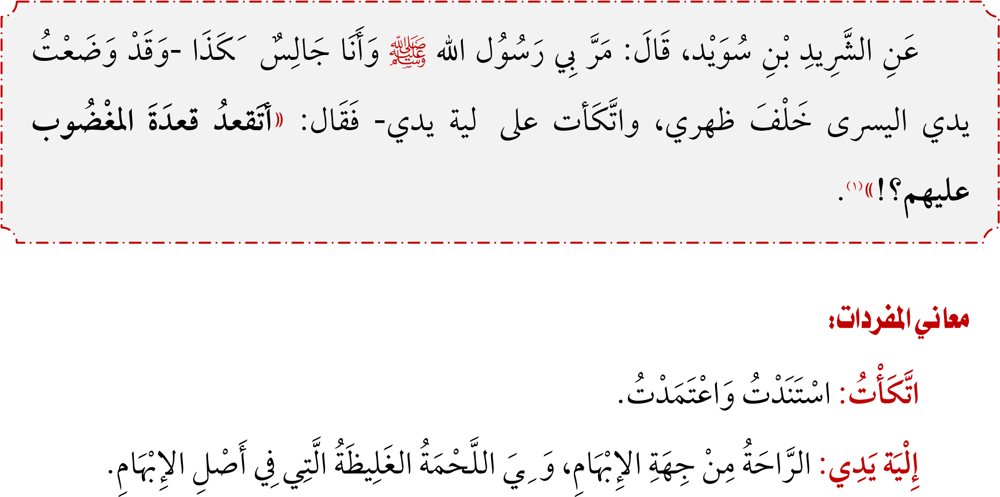 عَنِ الشَّرِيدِ بْنِ سُوَيْد، قَالَ: مَرَّ بِي رَسُوُل الله ﷺ وَأَنَا جَالِسٌ َكَذَا -وَقَدْ وَضَعْتُ
يدي اليسرى خَلْفَ ظهري، واتَّكَأت على لية يدي- فَقَال: «أتَقعدُ قعدَةَ المغْضُوب
عليهم؟!»(١).
معاني المفردات:
اتَّكَأْتُ: اسْتَنَدْتُ وَاعْتَمَدْتُ.
إِلْيَة يَدِي: الرَّاحَةُ مِنْ جِهَةِ الإِبْهَامِ، وَ ِيَ اللَّحْمَةُ الغَلِيظَةُ الَّتِي فِي أَصْلِ الإِبْهَامِ.